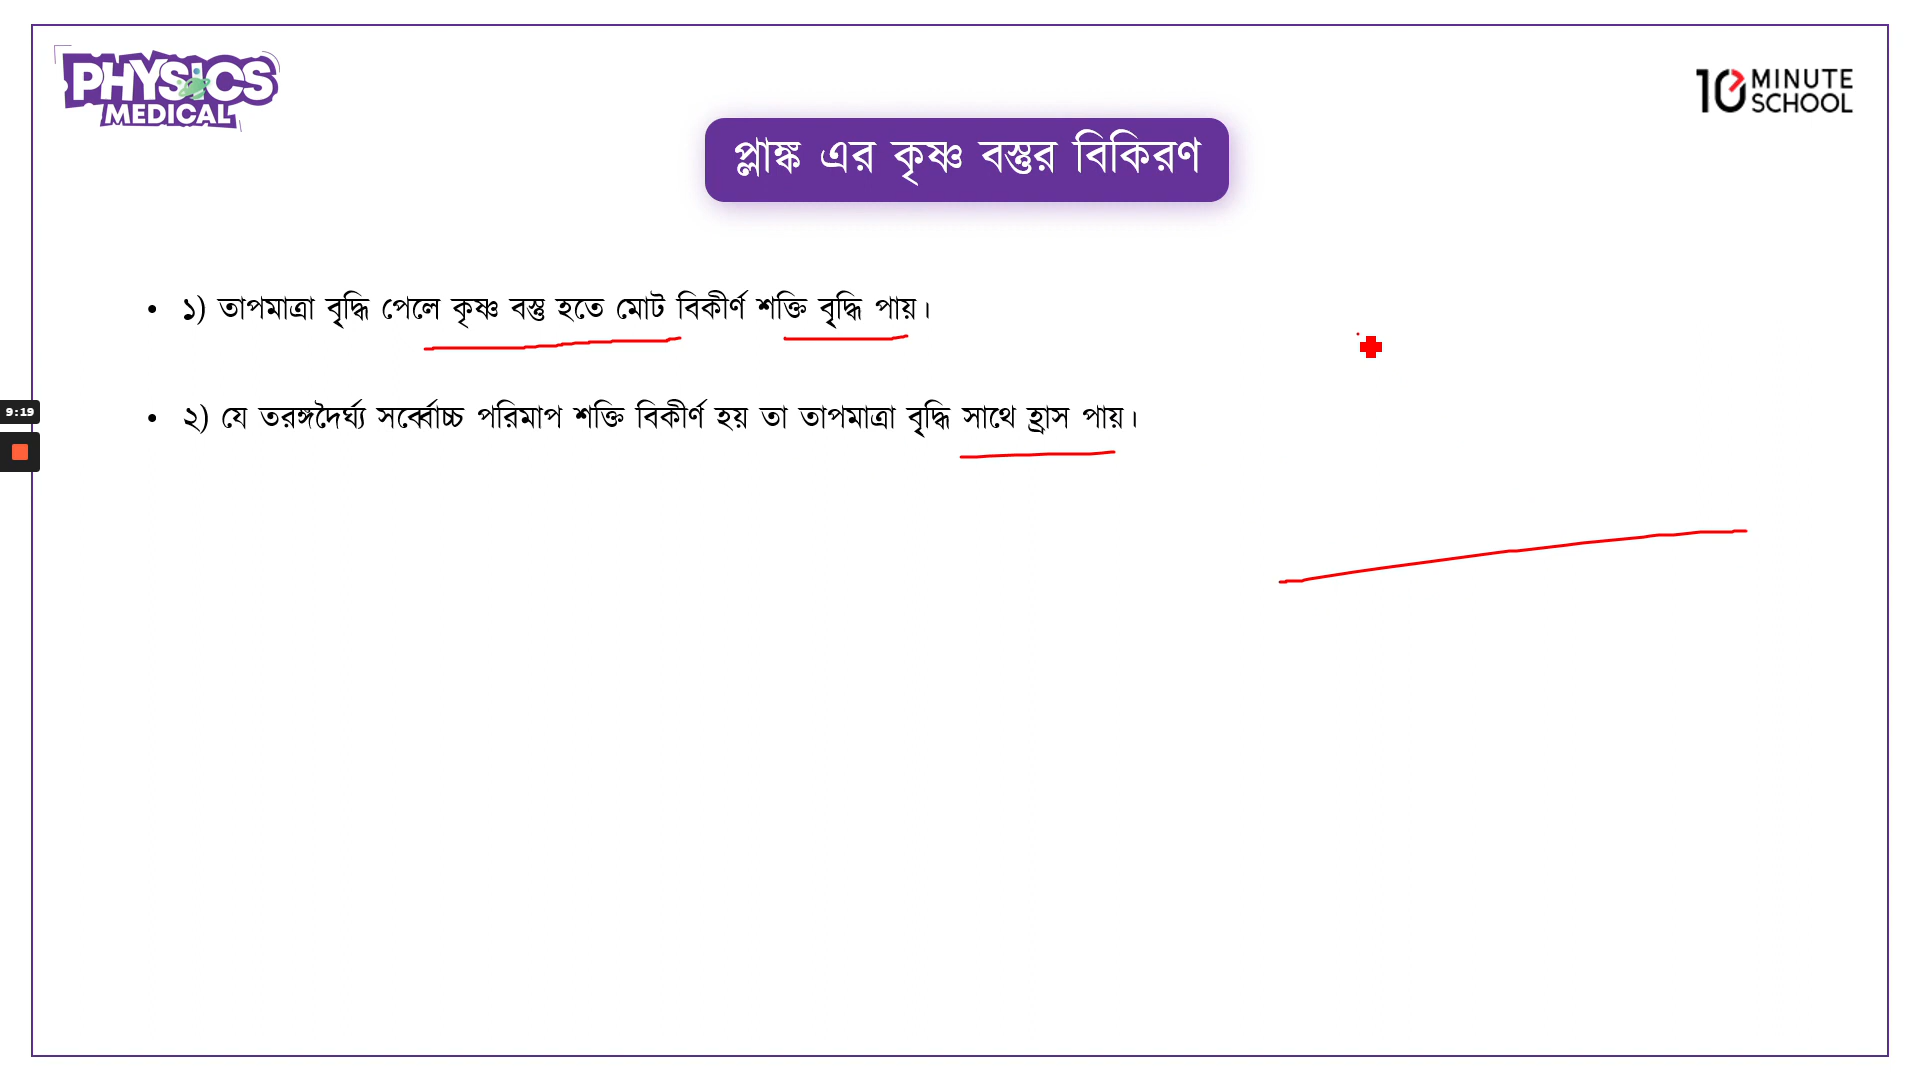 PHYSICS
MEDICAL
10 MINUTE
SCHOOL
প্লাঙ্ক এর কৃষ্ণ বস্তুর বিকিরণ
• ১) তাপমাত্রা বৃদ্ধি পেলে কৃষ্ণ বস্তু হতে মোট বিকীর্ণ শক্তি বৃদ্ধি পায়।
9:19
• ২) যে তরঙ্গদৈর্ঘ্য সর্ব্বোচ্চ পরিমাপ শক্তি বিকীর্ণ হয় তা তাপমাত্রা বৃদ্ধি সাথে হ্রাস পায়।